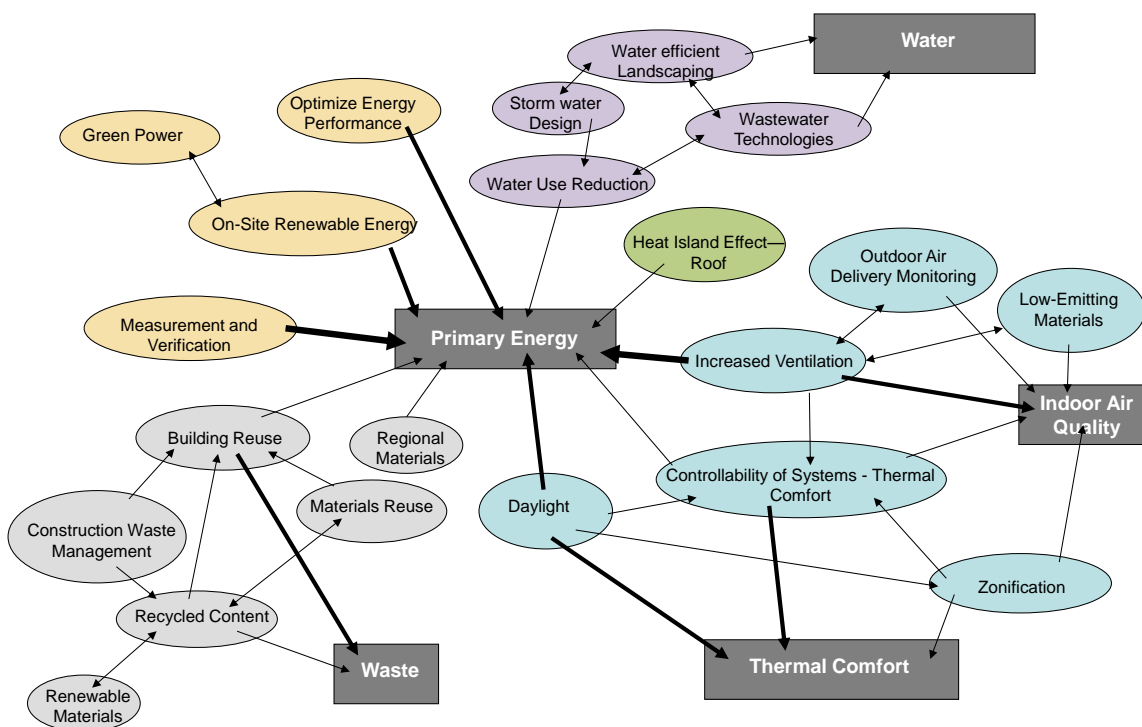 Water efficient
Landscaping
Water
Optimize Energy
Performance
Storm water
Design
Green Power
Wastewater
Technologies
Water Use Reduction
On-Site Renewable Energy
Heat Island Effect—
Roof
Outdoor Air
Delivery Monitoring
Low-Emitting
Materials
Measurement and
Verification
Primary Energy
Increased Ventilation
Indoor Air
Quality
Building Reuse
Regional
Materials
Controllability of Systems - Thermal
Comfort
Daylight
Materials Reuse
Construction Waste
Management
Zonification
Recycled Content
Waste
Thermal Comfort
Renewable
Materials